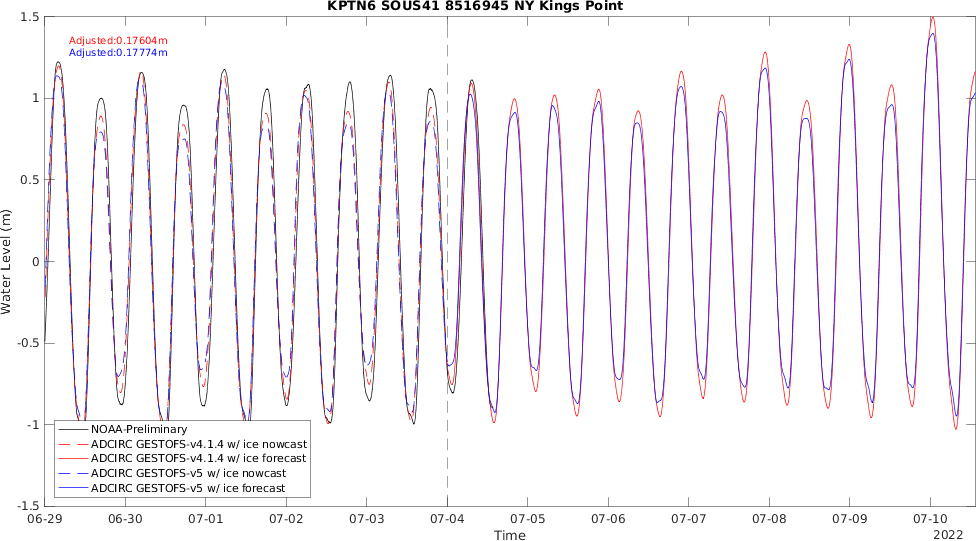 KPTN6 SOUS41 8516945 NY Kings Point
Adjusted:0.17604m
Adjusted:0.17774m
1.5
1
0.5
0
-0.5
-1
-1.5
Water Level (m)
NOAA-Preliminary
ADCIRC GESTOFS-v4.1.4 w/ ice nowcast
ADCIRC GESTOFS-v4.1.4 w/ ice forecast
ADCIRC GESTOFS-v5 w/ ice nowcast
ADCIRC GESTOFS-v5 w/ ice forecast
06-29 06-30 07-01 07-02 07-03 07-04 07-05 07-06 07-07 07-08 07-09 07-10
Time
2022